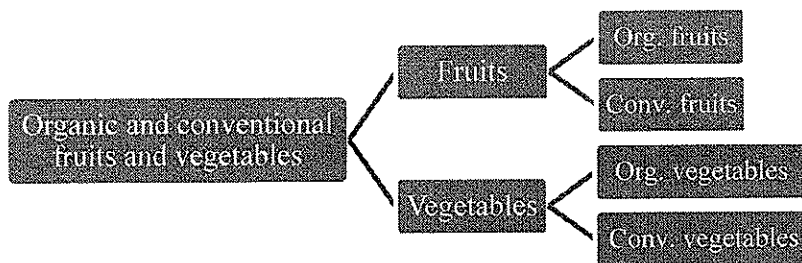 Org. fruits
Fruits
Conv. fruits
Organic and conventional
fruits and vegetables
Org. vegetables
Vegetables
Conv. vegetables